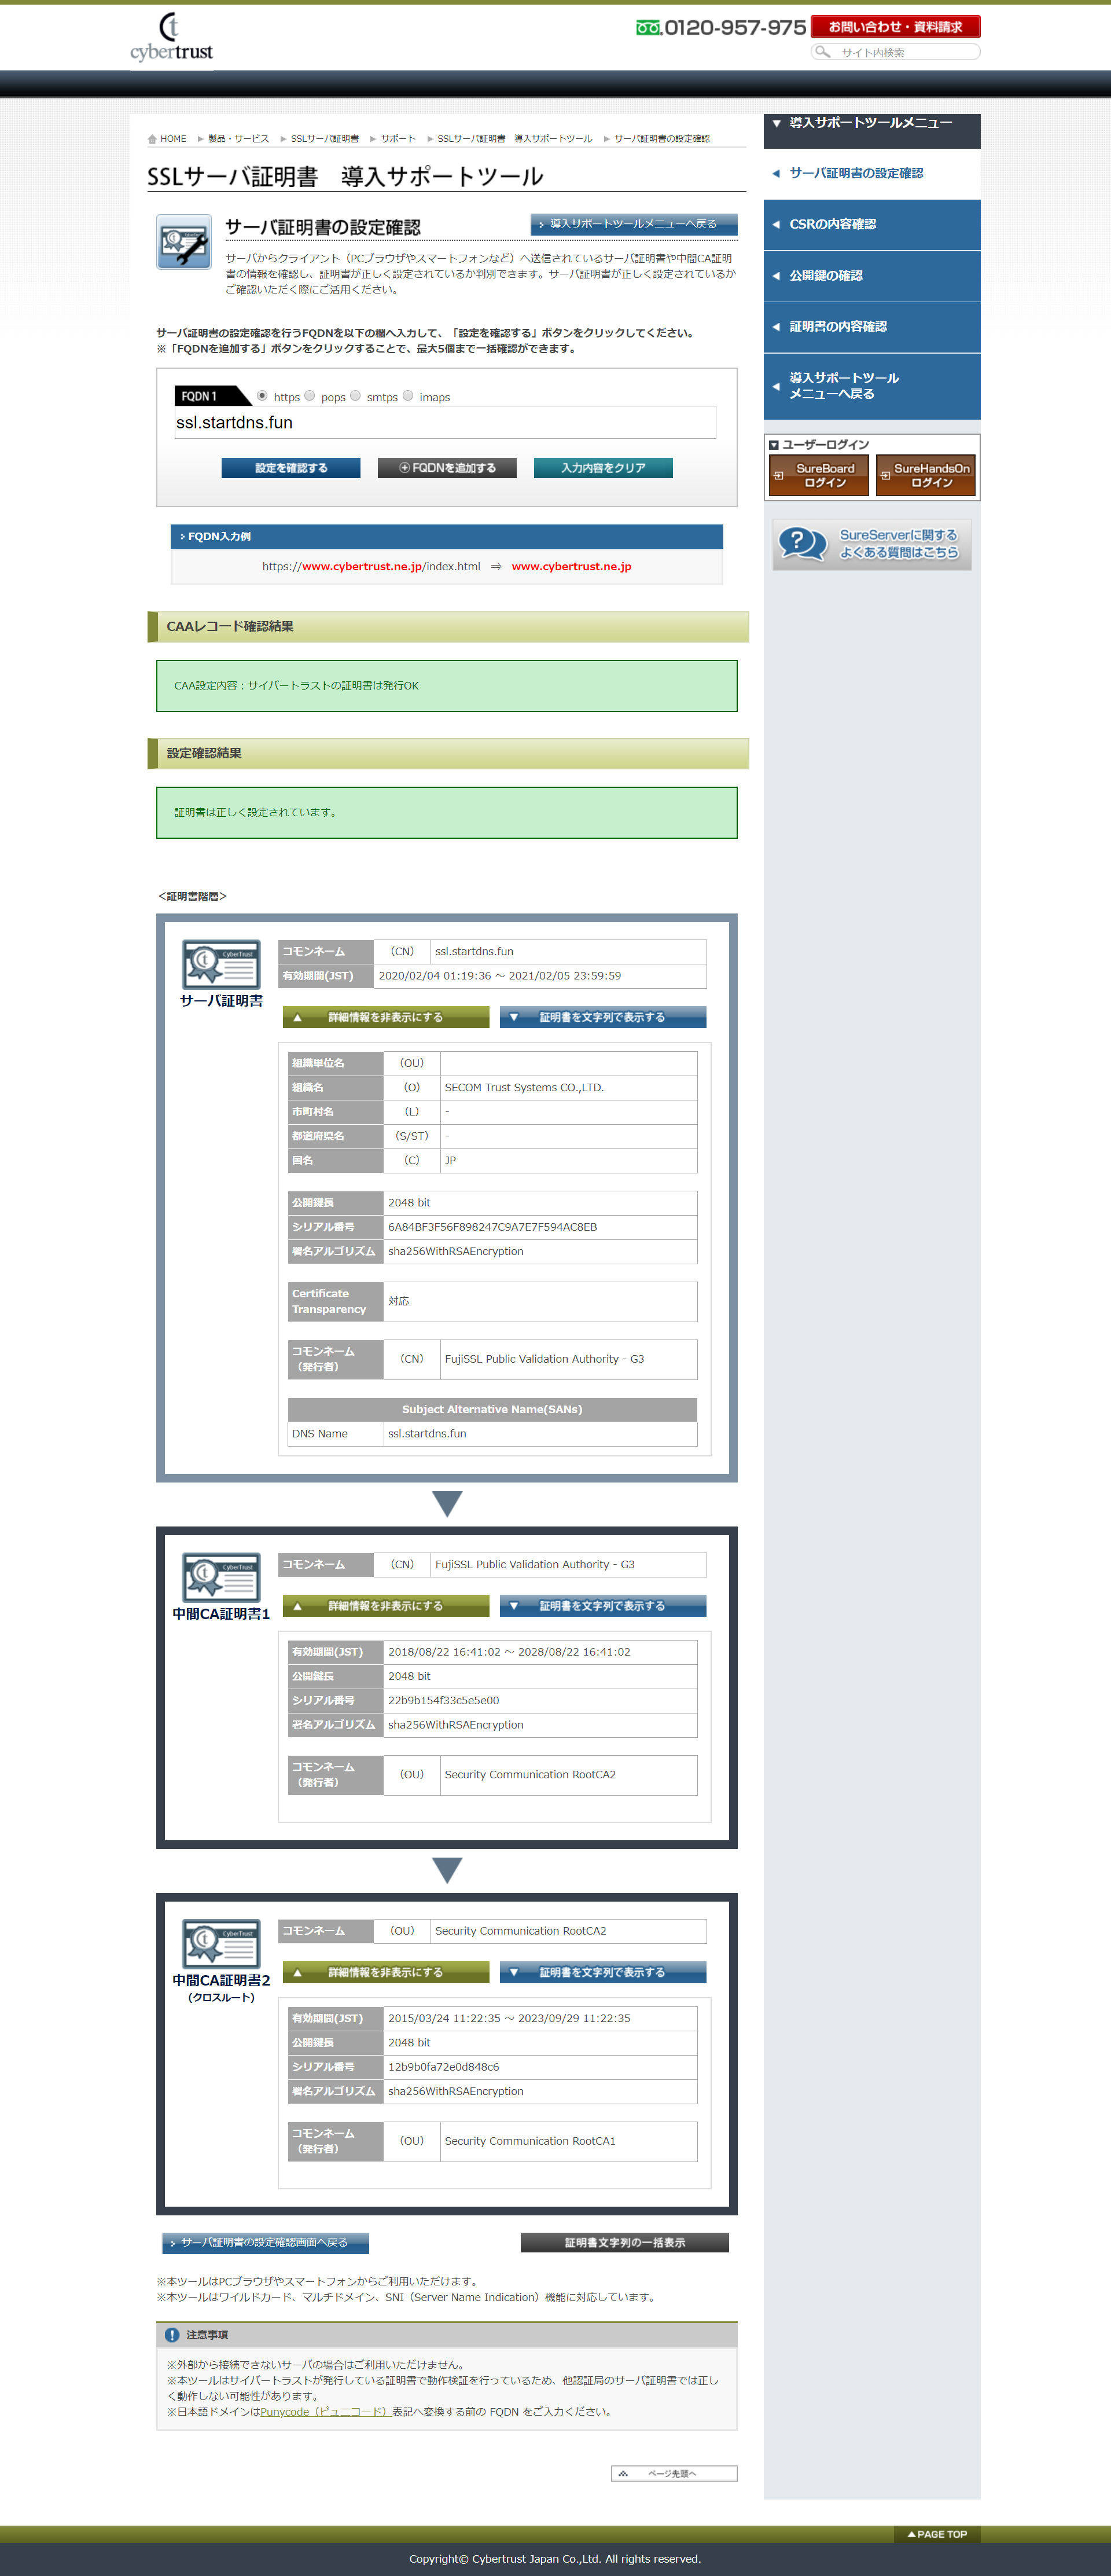 cybertrust
0120-957-975
お問い合わせ・資料請求
サイト内検索
HOME
製品・サービス
SSLサーバ証明書
サポート
SSLサーバ証明書　導入サポートツール
サーバ証明書の設定確認
SSLサーバ証明書　導入サポートツール
サーバ証明書の設定確認
導入サポートツールメニューへ戻る
サーバからクライアント（PCブラウザやスマートフォンなど）へ送信されているサーバ証明書や中間CA証明
書の情報を確認し、証明書が正しく設定されているか判別できます。サーバ証明書が正しく設定されているか
ご確認いただく際にご活用ください。
サーバ証明書の設定確認を行うFQDNを以下の欄へ入力して、「設定を確認する」ボタンをクリックしてください。
※「FQDNを追加する」ボタンをクリックすることで、最大5個まで一括確認ができます。
FQDN 1
https pops smtps imaps
ssl.startdns.fun
設定を確認する
FQDNを追加する
入力内容をクリア
FQDN入力例
https://www.cybertrust.ne.jp/index.html ⇒ www.cybertrust.ne.jp
CAAレコード確認結果
CAA設定内容：サイバートラストの証明書は発行OK
設定確認結果
証明書は正しく設定されています。
＜証明書階層＞
CyberTrust
サーバ証明書
コモンネーム （CN） ssl.startdns.fun
有効期間(JST) 2020/02/04 01:19:36 ～ 2021/02/05 23:59:59
詳細情報を非表示にする
証明書を文字列で表示する
組織単位名 （OU）
組織名 （O） SECOM Trust Systems CO.,LTD.
市町村名 （L） -
都道府県名 （S/ST） -
国名 （C） JP
公開鍵長 2048 bit
シリアル番号 6A84BF3F56F898247C9A7E7F594AC8EB
署名アルゴリズム sha256WithRSAEncryption
Certificate
Transparency
対応
コモンネーム
（発行者）
（CN） FujiSSL Public Validation Authority - G3
Subject Alternative Name(SANs)
DNS Name ssl.startdns.fun
CyberTrust
中間CA証明書1
コモンネーム （CN） FujiSSL Public Validation Authority - G3
詳細情報を非表示にする
証明書を文字列で表示する
有効期間(JST) 2018/08/22 16:41:02 ～ 2028/08/22 16:41:02
公開鍵長 2048 bit
シリアル番号 22b9b154f33c5e5e00
署名アルゴリズム sha256WithRSAEncryption
コモンネーム
（発行者）
（OU） Security Communication RootCA2
CyberTrust
中間CA証明書2
（クロスルート）
コモンネーム （OU） Security Communication RootCA2
詳細情報を非表示にする
証明書を文字列で表示する
有効期間(JST) 2015/03/24 11:22:35 ～ 2023/09/29 11:22:35
公開鍵長 2048 bit
シリアル番号 12b9b0fa72e0d848c6
署名アルゴリズム sha256WithRSAEncryption
コモンネーム
（発行者）
（OU） Security Communication RootCA1
サーバ証明書の設定確認画面へ戻る
証明書文字列の一括表示
※本ツールはPCブラウザやスマートフォンからご利用いただけます。
※本ツールはワイルドカード、マルチドメイン、SNI（Server Name Indication）機能に対応しています。
注意事項
※外部から接続できないサーバの場合はご利用いただけません。
※本ツールはサイバートラストが発行している証明書で動作検証を行っているため、他認証局のサーバ証明書では正し
く動作しない可能性があります。
※日本語ドメインはPunycode（ピュニコード）表記へ変換する前の FQDN をご入力ください。
ページ先頭へ
導入サポートツールメニュー
サーバ証明書の設定確認
CSRの内容確認
公開鍵の確認
証明書の内容確認
導入サポートツール
メニューへ戻る
ユーザーログイン
SureBoard
ログイン
SureHandsOn
ログイン
SureServerに関する
よくある質問はこちら
PAGE TOP
Copyright© Cybertrust Japan Co.,Ltd. All rights reserved.